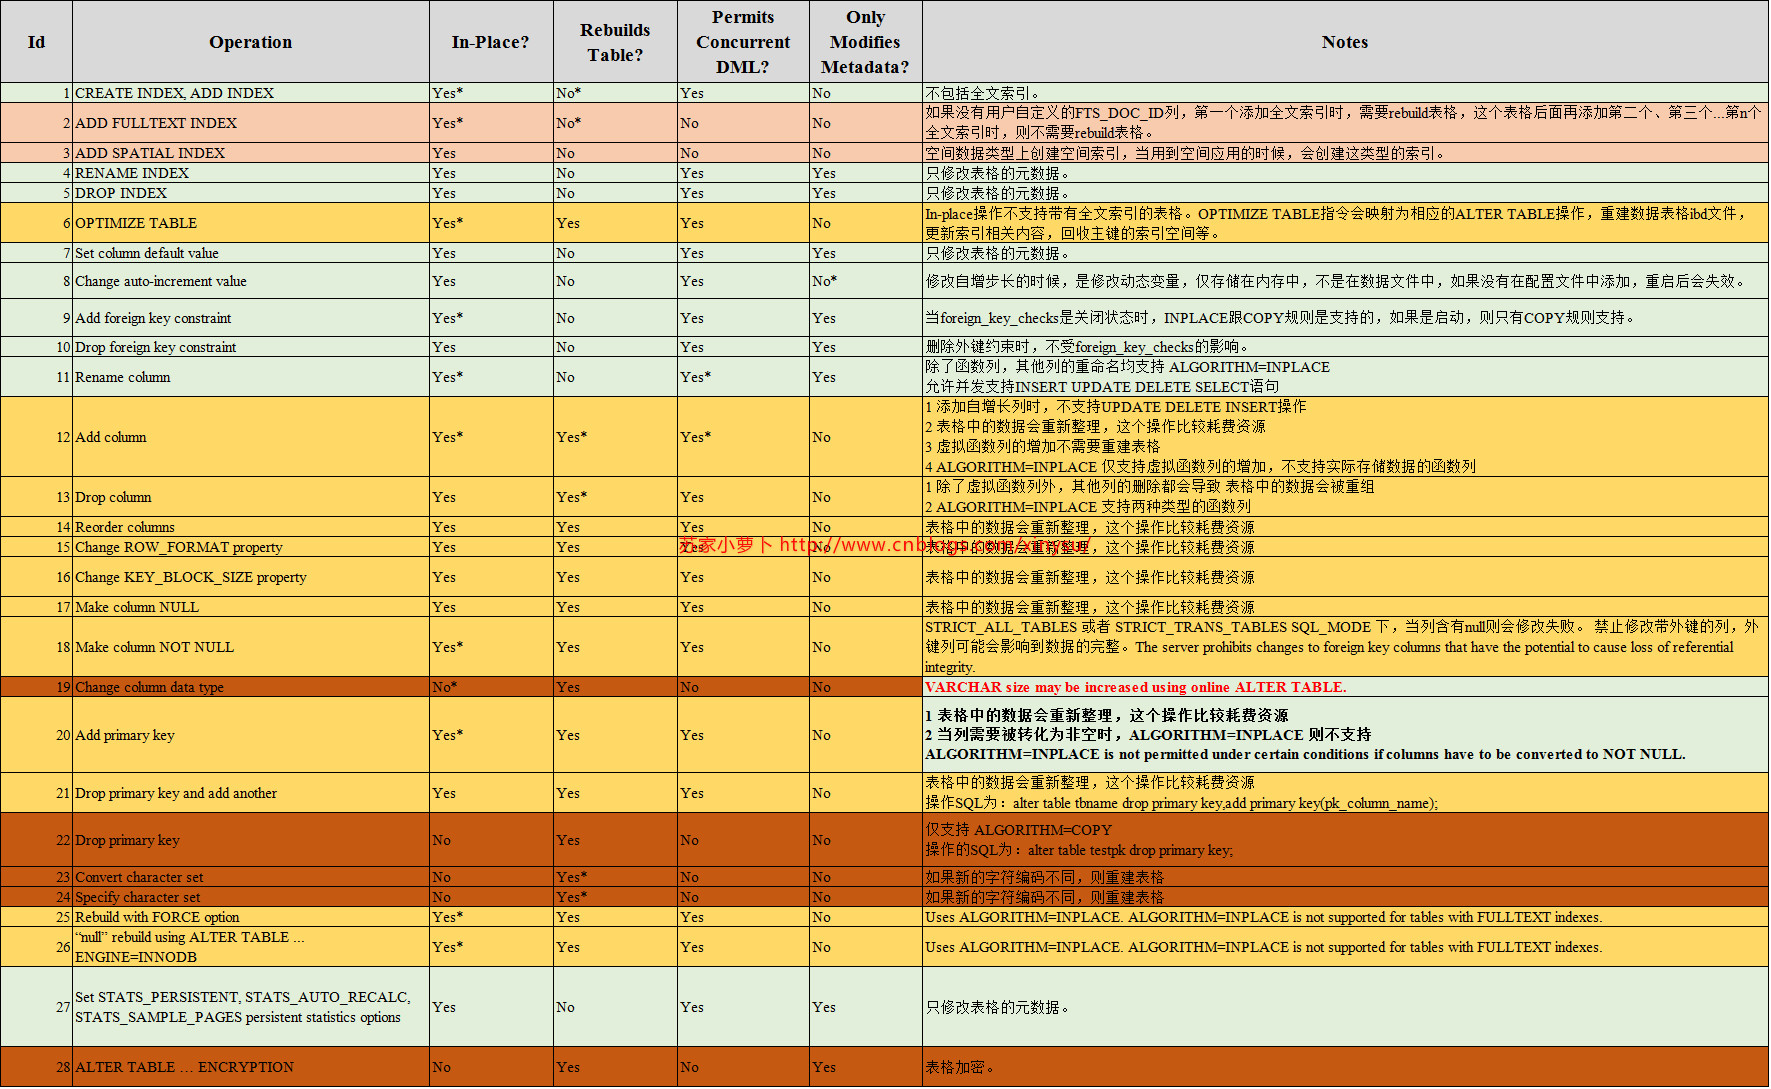 Id Operation In-Place? Rebuilds Table? Permits Concurrent DML? Only Modifies Metadata? Notes
1 CREATE INDEX, ADD INDEX Yes* No* Yes No 不包括全文索引。
2 ADD FULLTEXT INDEX Yes* No* No No 如果没有用户自定义的FTS_DOC_ID列，第一个添加全文索引时，需要rebuild表格，这个表格后面再添加第二个、第三个...第n个
全文索引时，则不需要rebuild表格。
3 ADD SPATIAL INDEX Yes No No No 空间数据类型上创建空间索引，当用到空间应用的时候，会创建这类型的索引。
4 RENAME INDEX Yes No Yes Yes 只修改表格的元数据。
5 DROP INDEX Yes No Yes Yes 只修改表格的元数据。
6 OPTIMIZE TABLE Yes* Yes Yes No In-place操作不支持带有全文索引的表格。OPTIMIZE TABLE指令会映射为相应的ALTER TABLE操作，重建数据表格ibd文件，
更新索引相关内容，回收主键的索引空间等。
7 Set column default value Yes No Yes Yes 只修改表格的元数据。
8 Change auto-increment value Yes No Yes No* 修改自增步长的时候，是修改动态变量，仅存储在内存中，不是在数据文件中，如果没有在配置文件中添加，重启后会失效。
9 Add foreign key constraint Yes* No Yes Yes 当foreign_key_checks是关闭状态时，INPLACE跟COPY规则是支持的，如果是启动，则只有COPY规则支持。
10 Drop foreign key constraint Yes No Yes Yes 删除外键约束时，不受foreign_key_checks的影响。
11 Rename column Yes* No Yes* Yes 除了函数列，其他列的重命名均支持 ALGORITHM=INPLACE
允许并发支持INSERT UPDATE DELETE SELECT语句
12 Add column Yes* Yes* Yes* No 1 添加自增长列时，不支持UPDATE DELETE INSERT操作
2 表格中的数据会重新整理，这个操作比较耗费资源
3 虚拟函数列的增加不需要重建表格
4 ALGORITHM=INPLACE 仅支持虚拟函数列的增加，不支持实际存储数据的函数列
13 Drop column Yes Yes* Yes No 1 除了虚拟函数列外，其他列的删除都会导致 表格中的数据会被重组
2 ALGORITHM=INPLACE 支持两种类型的函数列
14 Reorder columns Yes Yes Yes No 表格中的数据会重新整理，这个操作比较耗费资源
15 Change ROW_FORMAT property Yes Yes Yes No 表格中的数据会重新整理，这个操作比较耗费资源
苏家小萝卜 http://www.cnblogs.com/xinysu/
16 Change KEY_BLOCK_SIZE property Yes Yes Yes No 表格中的数据会重新整理，这个操作比较耗费资源
17 Make column NULL Yes Yes Yes No 表格中的数据会重新整理，这个操作比较耗费资源
18 Make column NOT NULL Yes* Yes Yes No STRICT_ALL_TABLES 或者 STRICT_TRANS_TABLES SQL_MODE 下，当列含有null则会修改失败。 禁止修改带外键的列，外
键列可能会影响到数据的完整。The server prohibits changes to foreign key columns that have the potential to cause loss of referential
integrity.
19 Change column data type No* Yes No No VARCHAR size may be increased using online ALTER TABLE.
20 Add primary key Yes* Yes Yes No 1 表格中的数据会重新整理，这个操作比较耗费资源
2 当列需要被转化为非空时，ALGORITHM=INPLACE 则不支持
ALGORITHM=INPLACE is not permitted under certain conditions if columns have to be converted to NOT NULL.
21 Drop primary key and add another Yes Yes Yes No 表格中的数据会重新整理，这个操作比较耗费资源
操作SQL为：alter table tbname drop primary key,add primary key(pk_column_name);
22 Drop primary key No Yes No No 仅支持 ALGORITHM=COPY
操作的SQL为：alter table testpk drop primary key;
23 Convert character set No Yes* No No 如果新的字符编码不同，则重建表格
24 Specify character set No Yes* No No 如果新的字符编码不同，则重建表格
25 Rebuild with FORCE option Yes* Yes Yes No Uses ALGORITHM=INPLACE. ALGORITHM=INPLACE is not supported for tables with FULLTEXT indexes.
26 “null” rebuild using ALTER TABLE ...
ENGINE=INNODB Yes* Yes Yes No Uses ALGORITHM=INPLACE. ALGORITHM=INPLACE is not supported for tables with FULLTEXT indexes.
27 Set STATS_PERSISTENT, STATS_AUTO_RECALC,
STATS_SAMPLE_PAGES persistent statistics options Yes No Yes Yes 只修改表格的元数据。
28 ALTER TABLE … ENCRYPTION No Yes No Yes 表格加密。